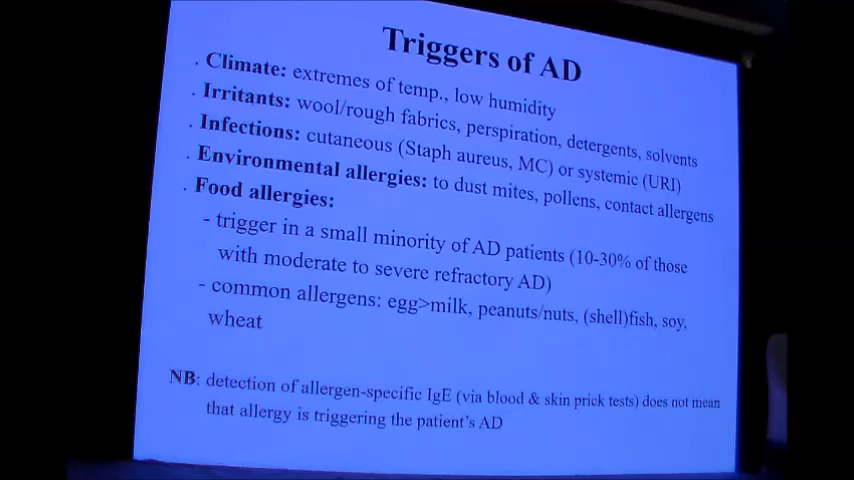 Triggers of AD
. Climate: extremes of temp., low humidity
. Irritants: wool/rough fabrics, perspiration, detergents, solvents
. Infections: cutaneous (Staph aureus, MC) or systemic (URI)
. Environmental allergies: to dust mites, pollens, contact allergens
. Food allergies:
- trigger in a small minority of AD patients (10-30% of those
with moderate to severe refractory AD)
- common allergens: egg>milk, peanuts/nuts, (shell)fish, soy,
wheat
NB: detection of allergen-specific IgE (via blood & skin prick tests) does not mean
that allergy is triggering the patient's AD